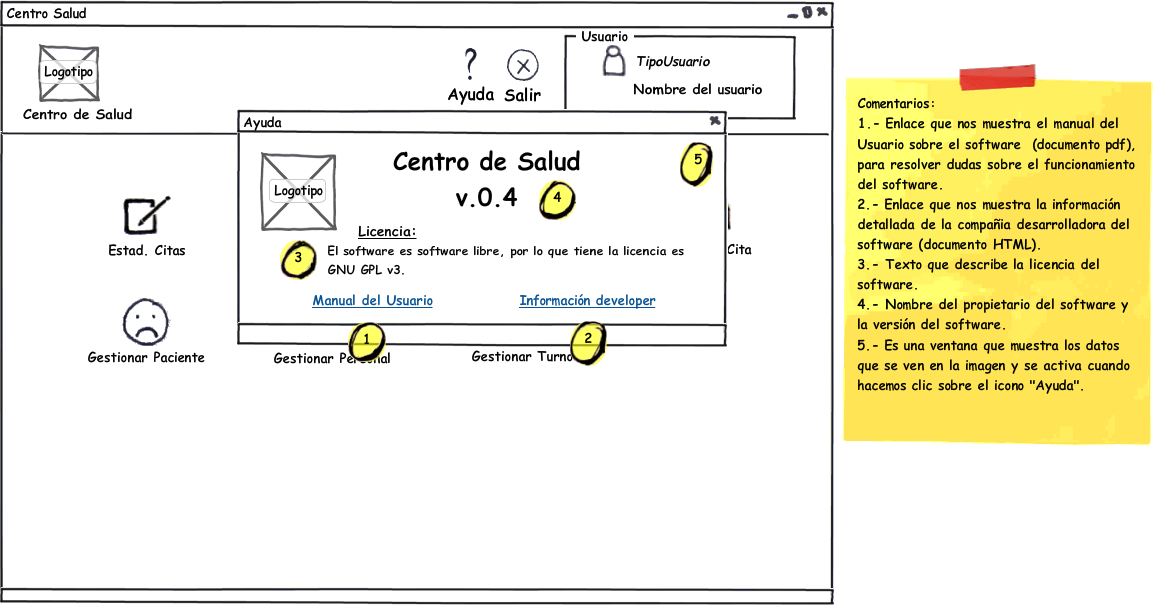 Centro Salud
Logotipo
Centro de Salud
Ayuda
Salir
Usuario
TipoUsuario
Nombre del usuario
Ayuda
Logotipo
Centro de Salud
v.0.4
4
5
Licencia:
3
El software es software libre, por lo que tiene la licencia es
GNU GPL v3.
Manual del Usuario
Información developer
1
2
Estad. Citas
Cita
Gestionar Paciente
Gestionar Personal
Gestionar Turno
Comentarios:
1.- Enlace que nos muestra el manual del
Usuario sobre el software (documento pdf),
para resolver dudas sobre el funcionamiento
del software.
2.- Enlace que nos muestra la información
detallada de la compañia desarrolladora del
software (documento HTML).
3.- Texto que describe la licencia del
software.
4.- Nombre del propietario del software y
la versión del software.
5.- Es una ventana que muestra los datos
que se ven en la imagen y se activa cuando
hacemos clic sobre el icono "Ayuda".